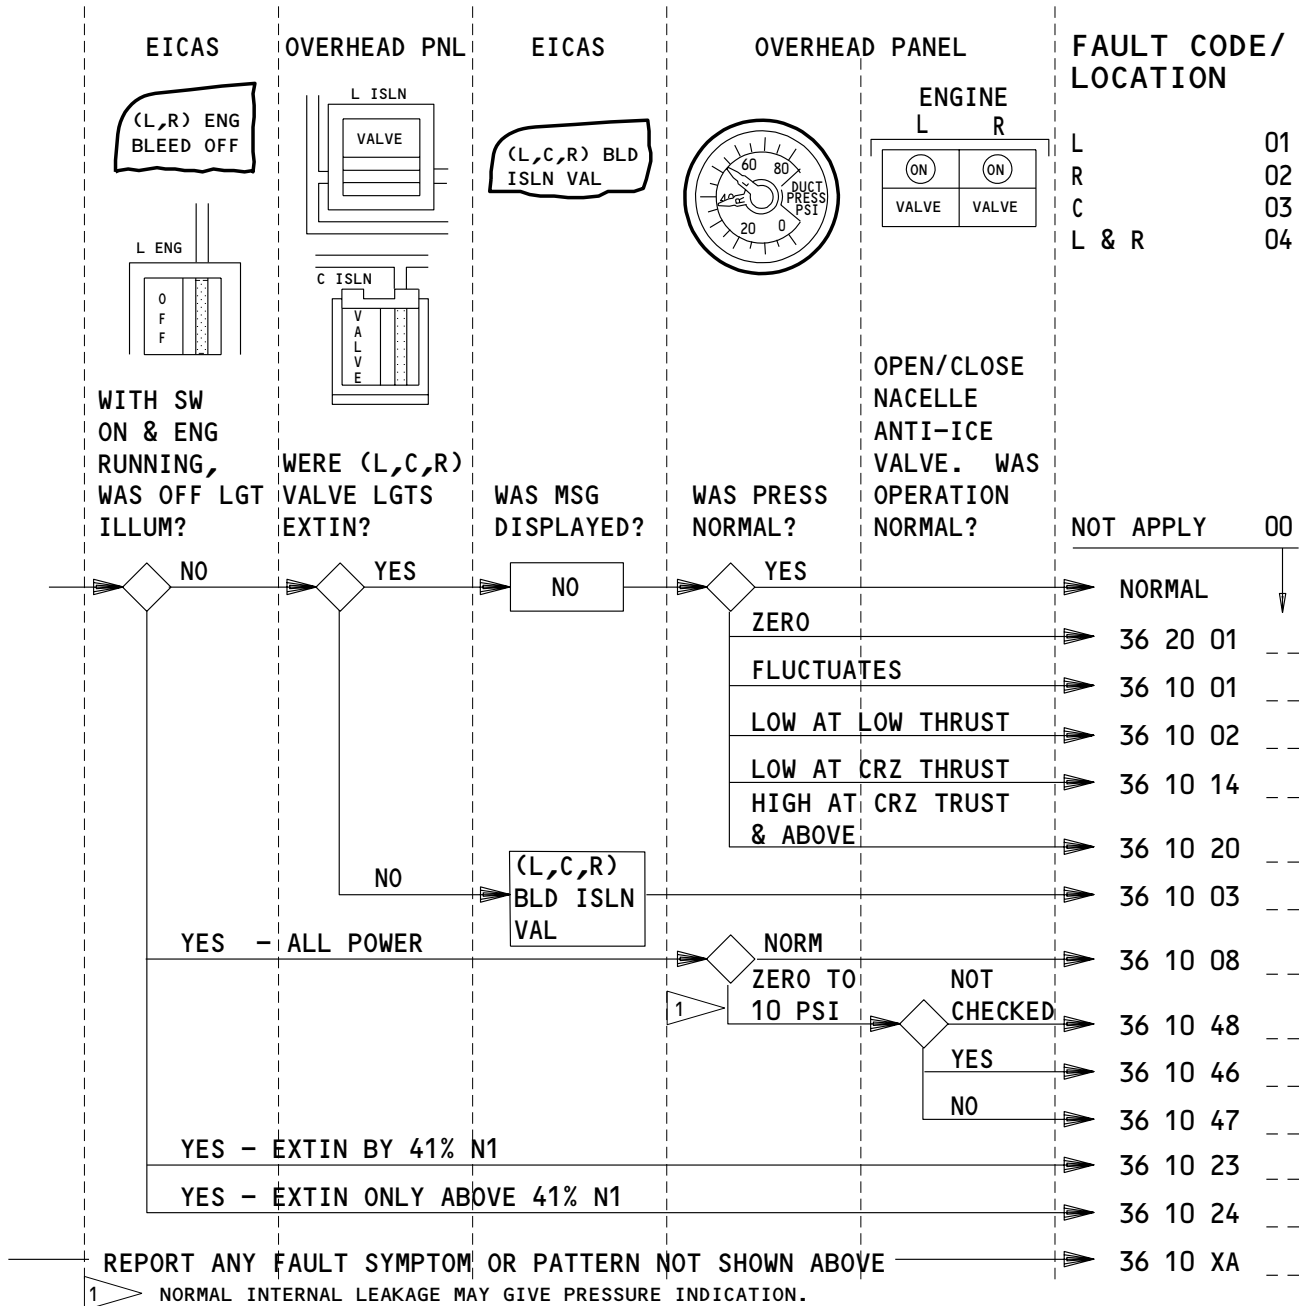 EICAS
OVERHEAD PNL
EICAS
OVERHEAD PANEL
FAULT CODE/
LOCATION
(L,R) ENG
BLEED OFF
L ENG
OFF
L ISLN
VALVE
C ISLN
VALVE
(L,C,R) BLD
ISLN VAL
60
80
40
20
0
L
R
DUCT
PRESS
PSI
ENGINE
L R
ON ON
VALVE VALVE
L 01
R 02
C 03
L & R 04
WITH SW
ON & ENG
RUNNING,
WAS OFF LGT
ILLUM?
WERE (L,C,R)
VALVE LGTS
EXTIN?
WAS MSG
DISPLAYED?
WAS PRESS
NORMAL?
OPEN/CLOSE
NACELLE
ANTI-ICE
VALVE. WAS
OPERATION
NORMAL?
NOT APPLY 00
NO
YES
NO
YES
NORMAL
ZERO
36 20 01 _ _
FLUCTUATES
36 10 01 _ _
LOW AT LOW THRUST
36 10 02 _ _
LOW AT CRZ THRUST
36 10 14 _ _
HIGH AT CRZ TRUST
& ABOVE
36 10 20 _ _
NO
(L,C,R)
BLD ISLN
VAL
36 10 03 _ _
YES - ALL POWER
NORM
36 10 08 _ _
1
ZERO TO
10 PSI
NOT
CHECKED
36 10 48 _ _
YES
36 10 46 _ _
NO
36 10 47 _ _
YES - EXTIN BY 41% N1
36 10 23 _ _
YES - EXTIN ONLY ABOVE 41% N1
36 10 24 _ _
REPORT ANY FAULT SYMPTOM OR PATTERN NOT SHOWN ABOVE
36 10 XA _ _
1 NORMAL INTERNAL LEAKAGE MAY GIVE PRESSURE INDICATION.